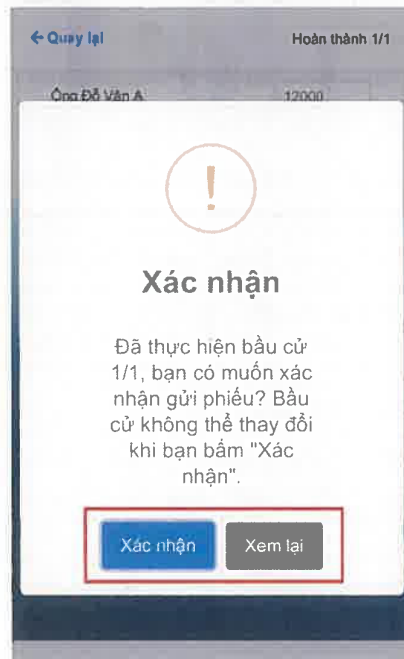 ← Quay lại Hoàn thành 1/1
Ông Đỗ Văn A 12000
!
Xác nhận
Đã thực hiện bầu cử
1/1, bạn có muốn xác
nhận gửi phiếu? Bầu
cử không thể thay đổi
khi bạn bấm "Xác
nhận".
Xác nhận Xem lại